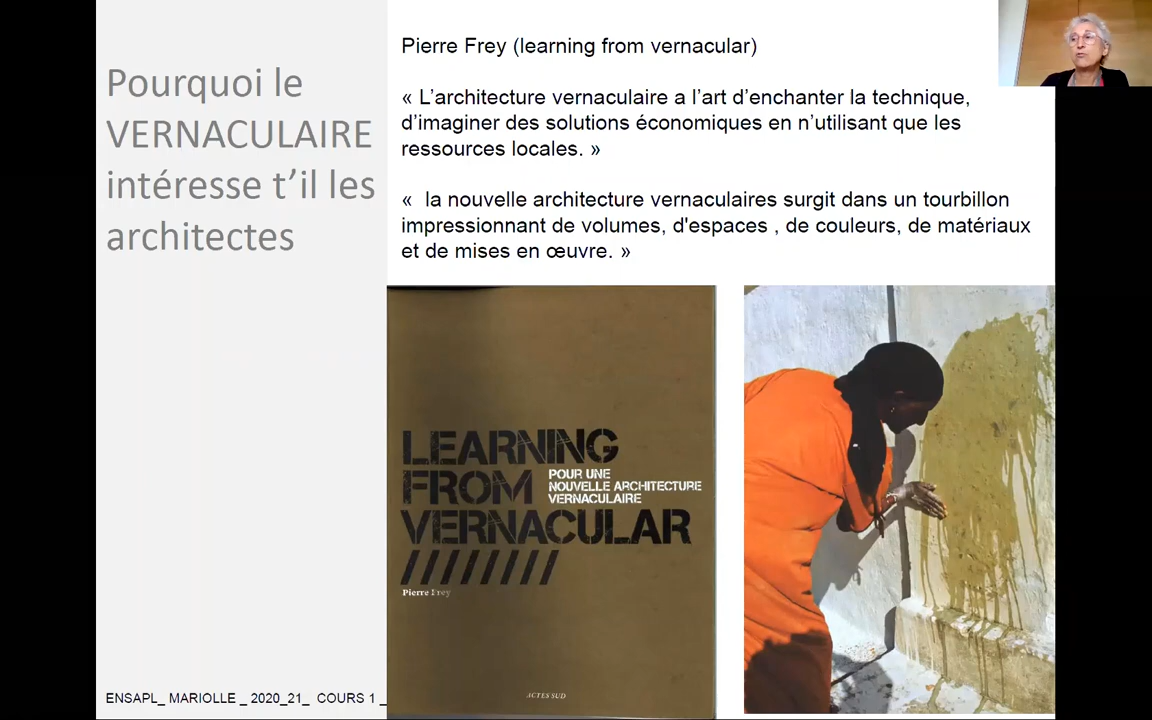 Pourquoi le
VERNACULAIRE
intéresse t’il les
architectes
Pierre Frey (learning from vernacular)
« L’architecture vernaculaire a l’art d’enchanter la technique,
d’imaginer des solutions économiques en n’utilisant que les
ressources locales. »
«  la nouvelle architecture vernaculaires surgit dans un tourbillon
impressionnant de volumes, d'espaces , de couleurs, de matériaux
et de mises en œuvre. »
LEARNING
FROM
POUR UNE
NOUVELLE ARCHITECTURE
VERNACULAIRE
VERNACULAR
////////
Pierre Frey
ACTES SUD
ENSAPL_ MARIOLLE _ 2020_21_ COURS 1 _